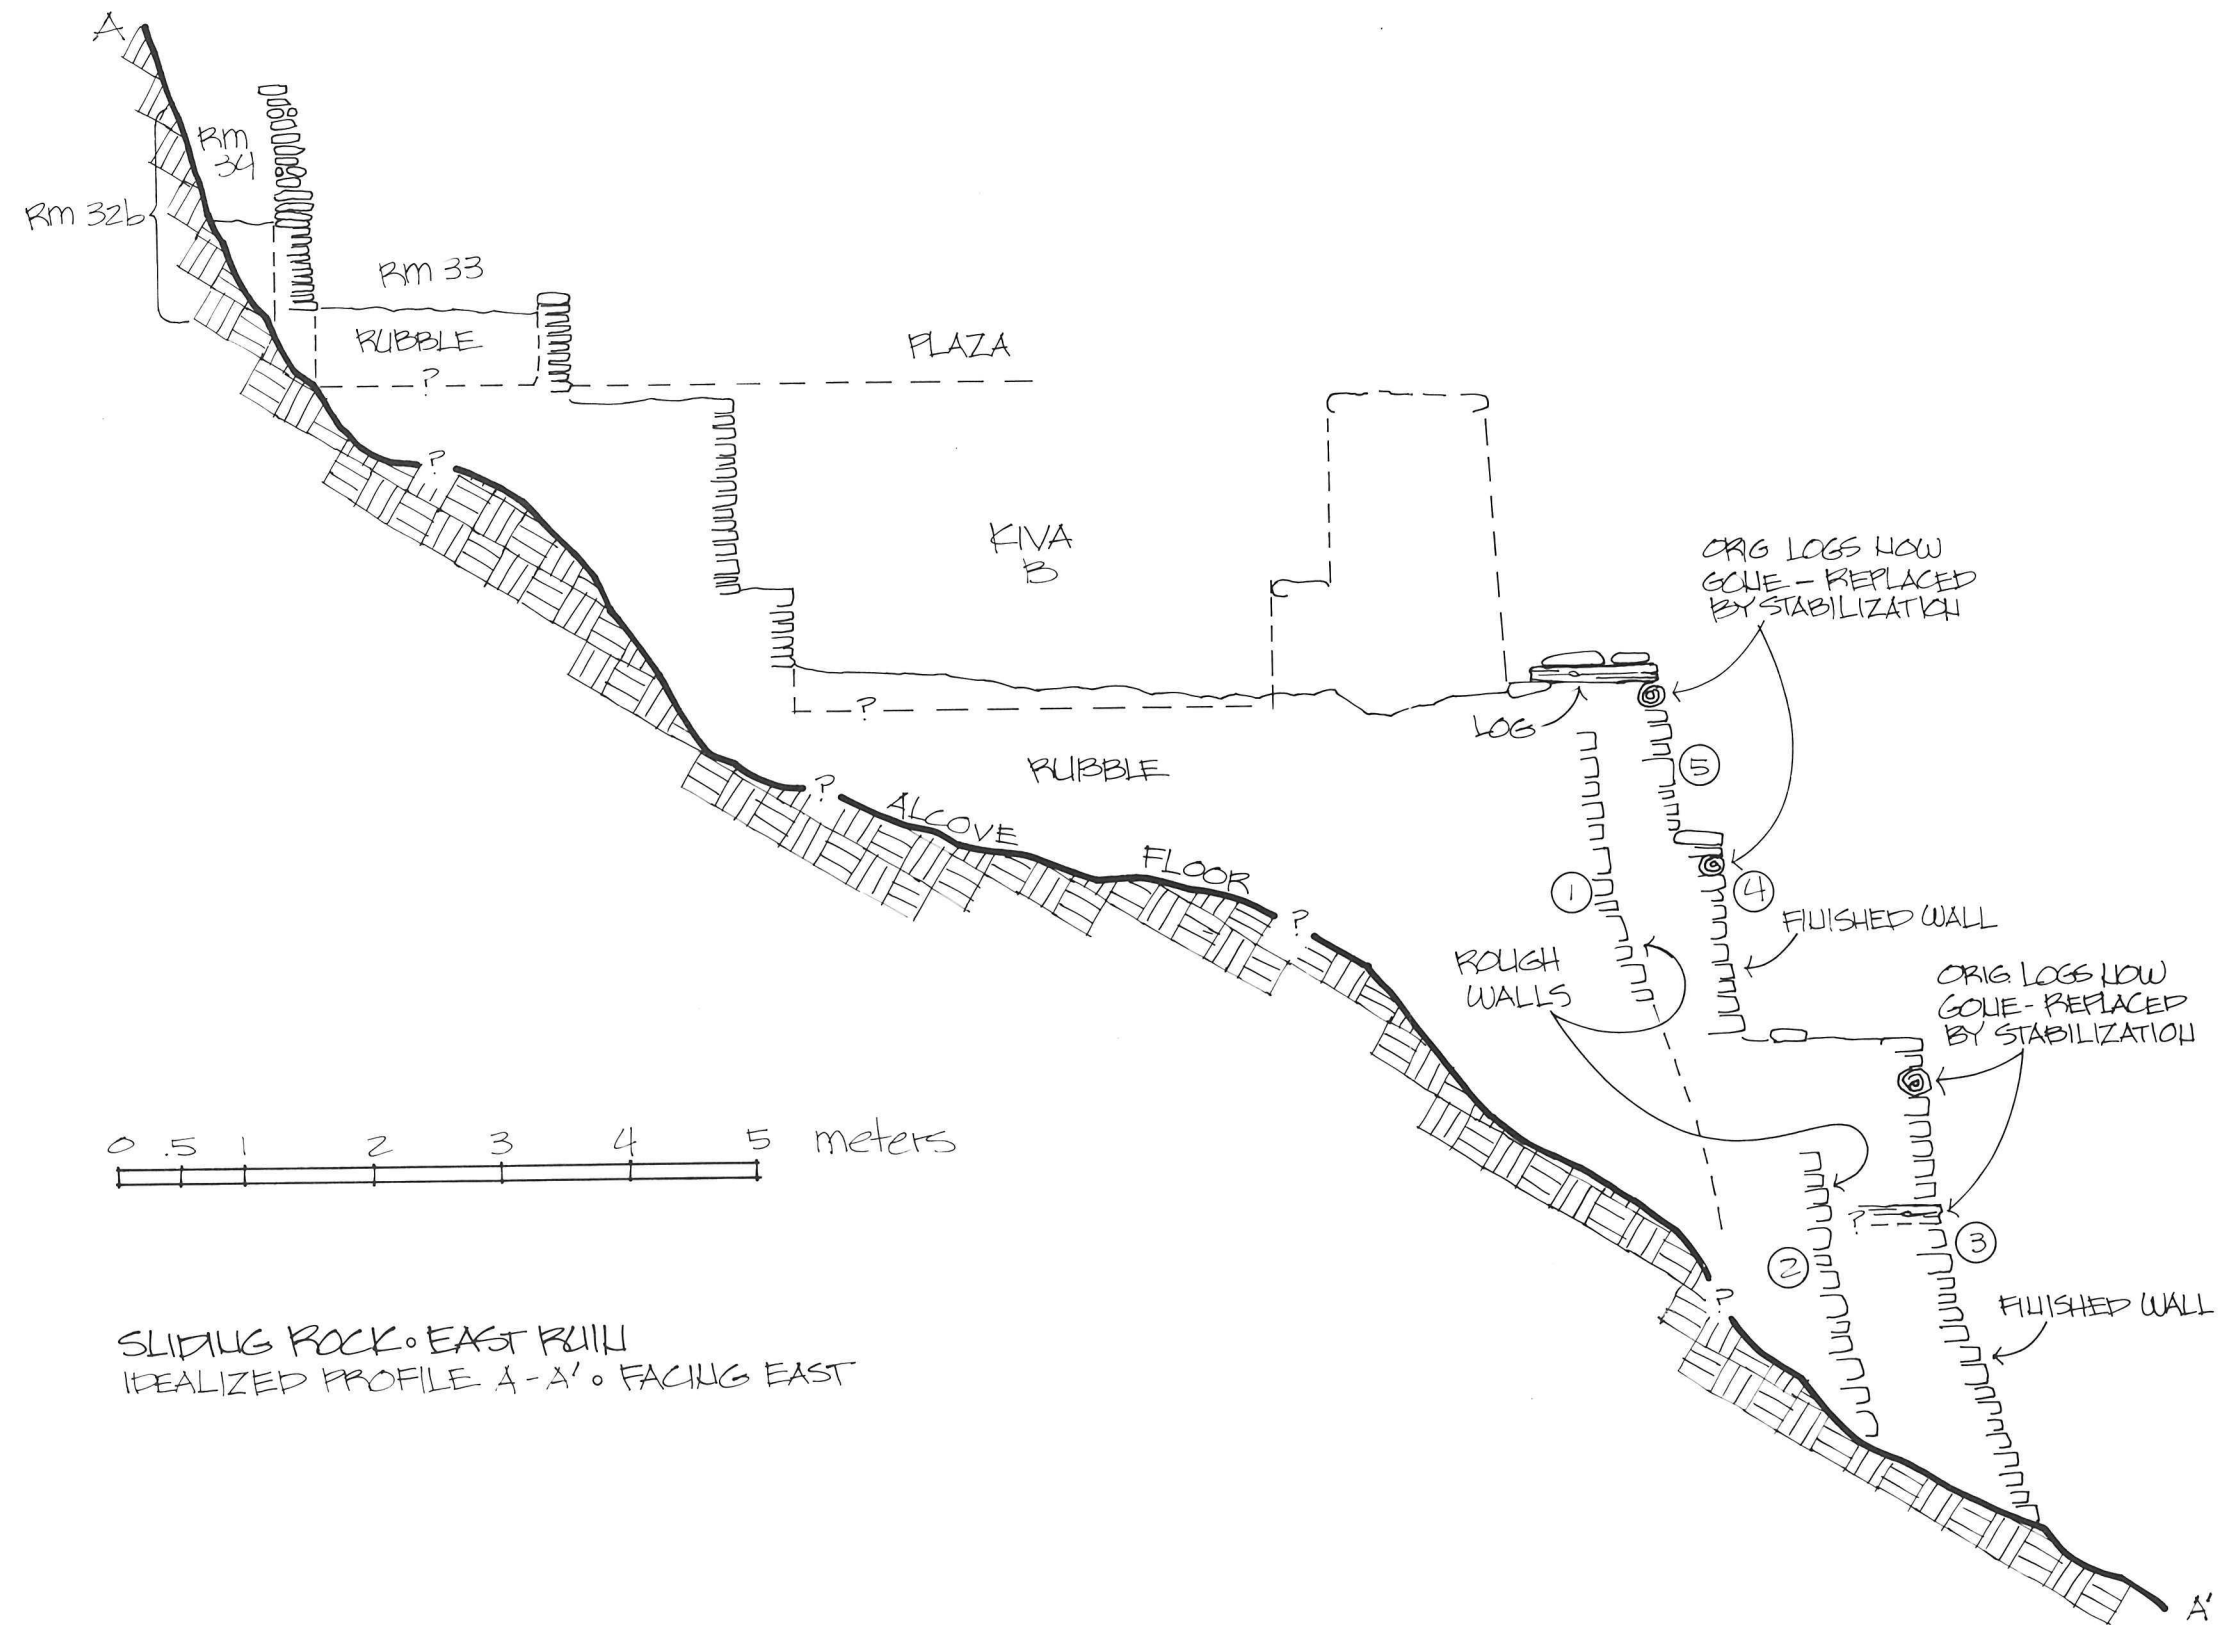 A
Rm
34
Rm 32b
Rm 33
RUBBLE
?
PLAZA
?
KIVA
B
ORIG LOGS NOW
GONE - REPLACED
BY STABILIZATION
?
LOG
RUBBLE
5
?
ALCOVE FLOOR
1
4
FINISHED WALL
?
ROUGH
WALLS
ORIG. LOGS NOW
GONE - REPLACED
BY STABILIZATION
0 .5 1 2 3 4 5 meters
?
3
2
?
FINISHED WALL
SLIDING ROCK ∘ EAST RUIN
IDEALIZED PROFILE A - A' ∘ FACING EAST
A'